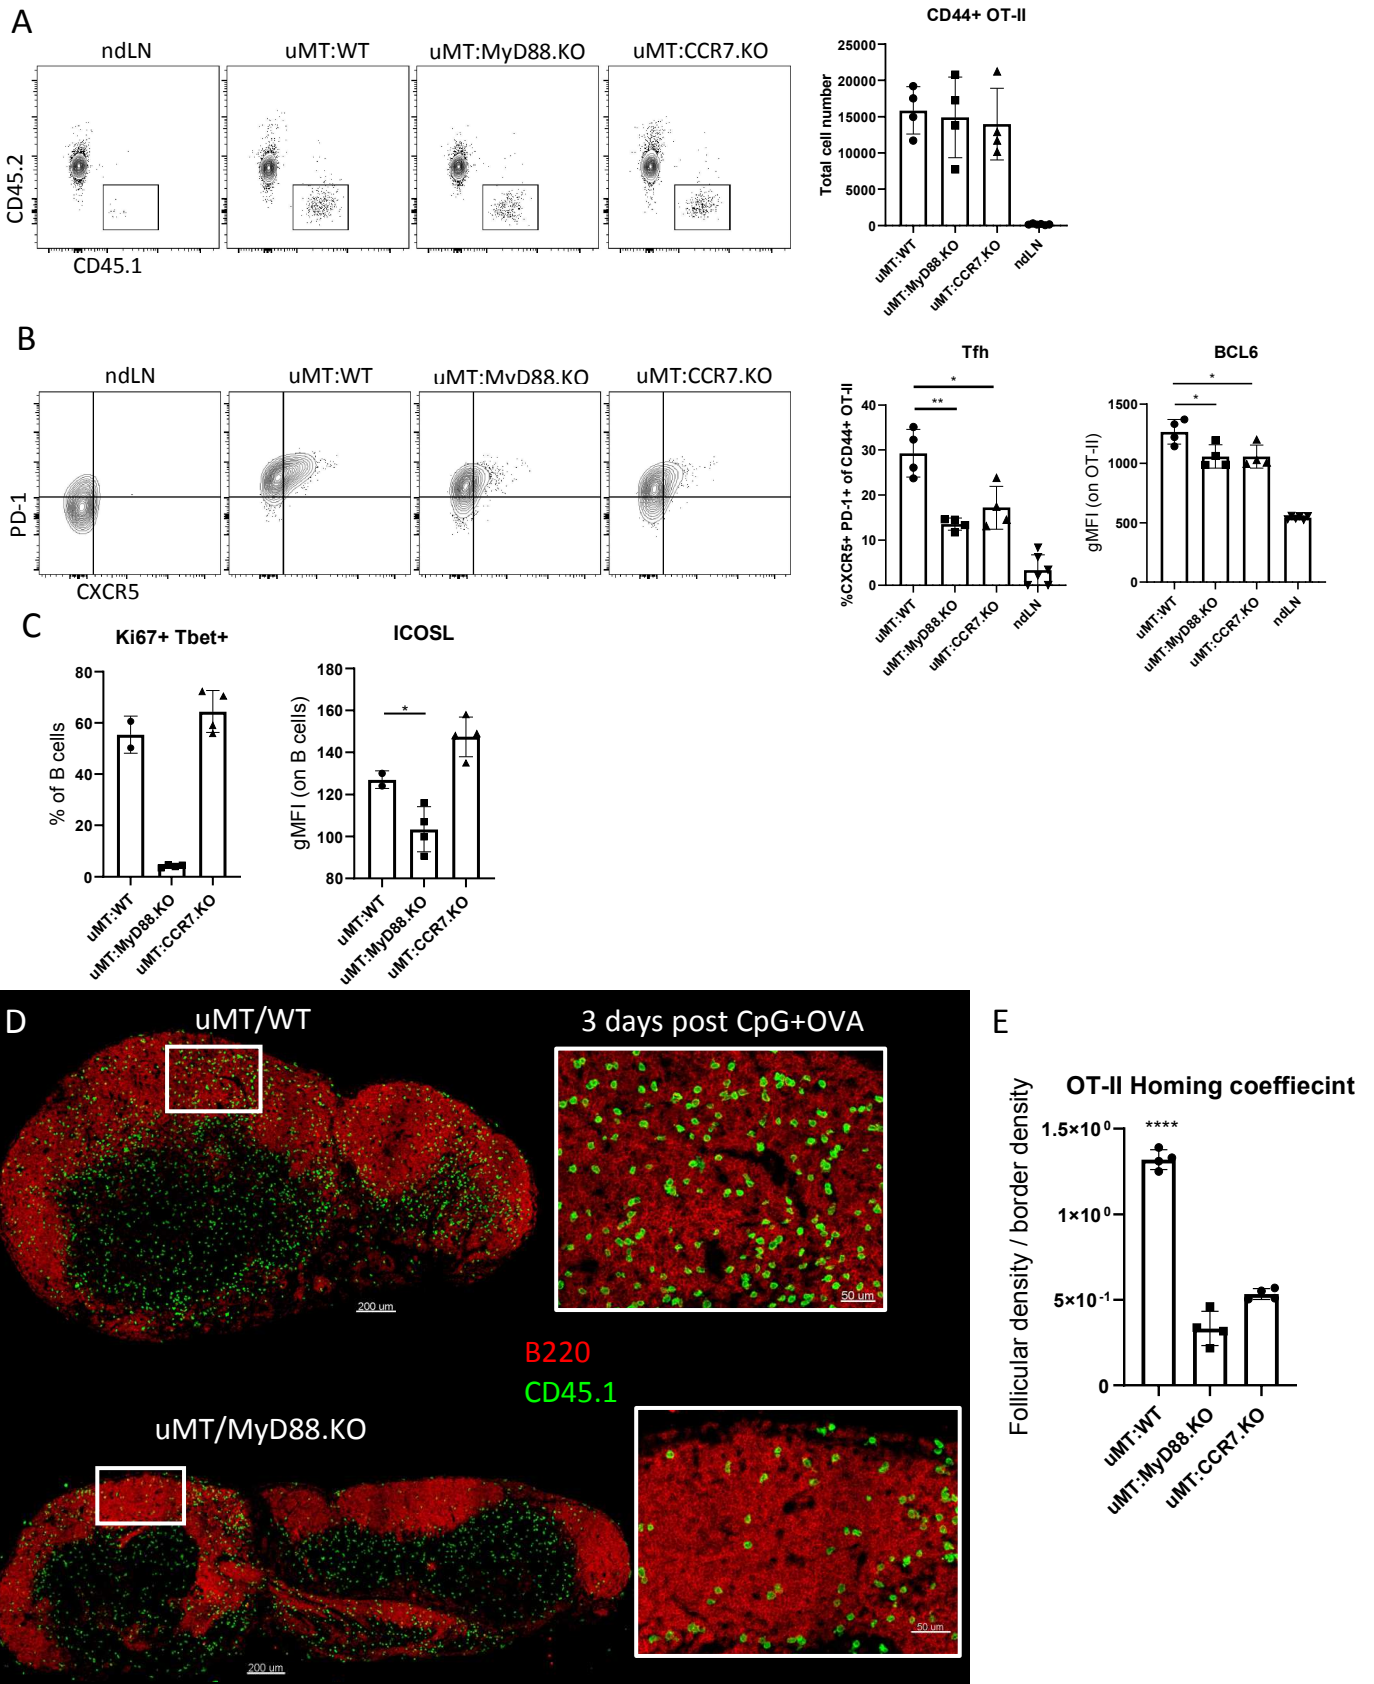 A
ndLN
uMT:WT
uMT:MyD88.KO
uMT:CCR7.KO
CD45.2
CD45.1
CD44+ OT-II
Total cell number
25000
20000
15000
10000
5000
0
uMT:WT
uMT:MyD88.KO
uMT:CCR7.KO
ndLN
B
ndLN
uMT:WT
uMT:MyD88.KO
uMT:CCR7.KO
PD-1
CXCR5
Tfh
%CXCR5+ PD-1+ of CD44+ OT-II
40
30
20
10
0
*
**
uMT:WT
uMT:MyD88.KO
uMT:CCR7.KO
ndLN
BCL6
gMFI (on OT-II)
1500
1000
500
0
*
*
uMT:WT
uMT:MyD88.KO
uMT:CCR7.KO
ndLN
C
Ki67+ Tbet+
% of B cells
80
60
40
20
0
uMT:WT
uMT:MyD88.KO
uMT:CCR7.KO
ICOSL
gMFI (on B cells)
180
160
140
120
100
80
*
uMT:WT
uMT:MyD88.KO
uMT:CCR7.KO
D
uMT/WT
3 days post CpG+OVA
200 um
50 um
B220
CD45.1
uMT/MyD88.KO
200 um
50 um
E
OT-II Homing coeffiecint
Follicular density / border density
1.5×10⁰
1×10⁰
5×10⁻¹
0
****
uMT:WT
uMT:MyD88.KO
uMT:CCR7.KO